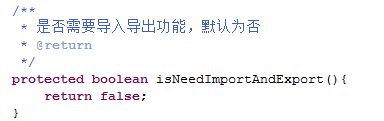 /**
 * 是否需要导入导出功能，默认为否
 * @return
 */
protected boolean isNeedImportAndExport(){
    return false;
}